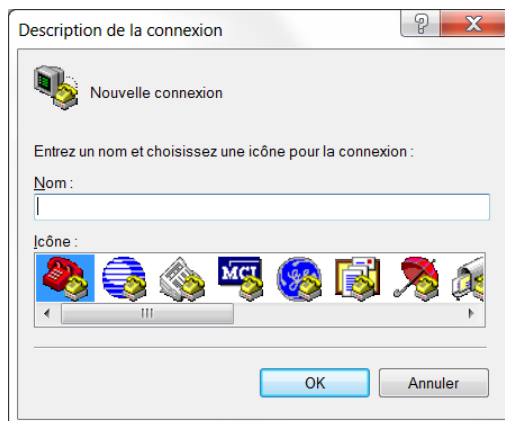 Description de la connexion
Nouvelle connexion
Entrez un nom et choisissez une icône pour la connexion :
Nom :
Icône :
MCI
OK
Annuler